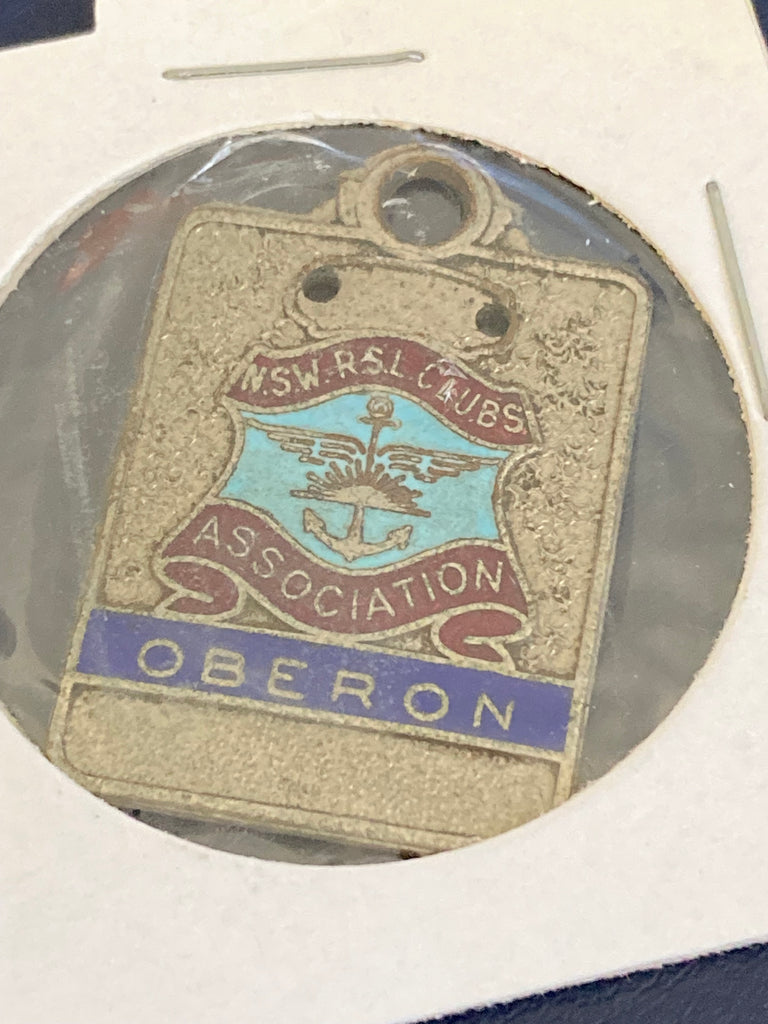 N.S.W. R.S.L. CLUBS
ASSOCIATION
OBERON